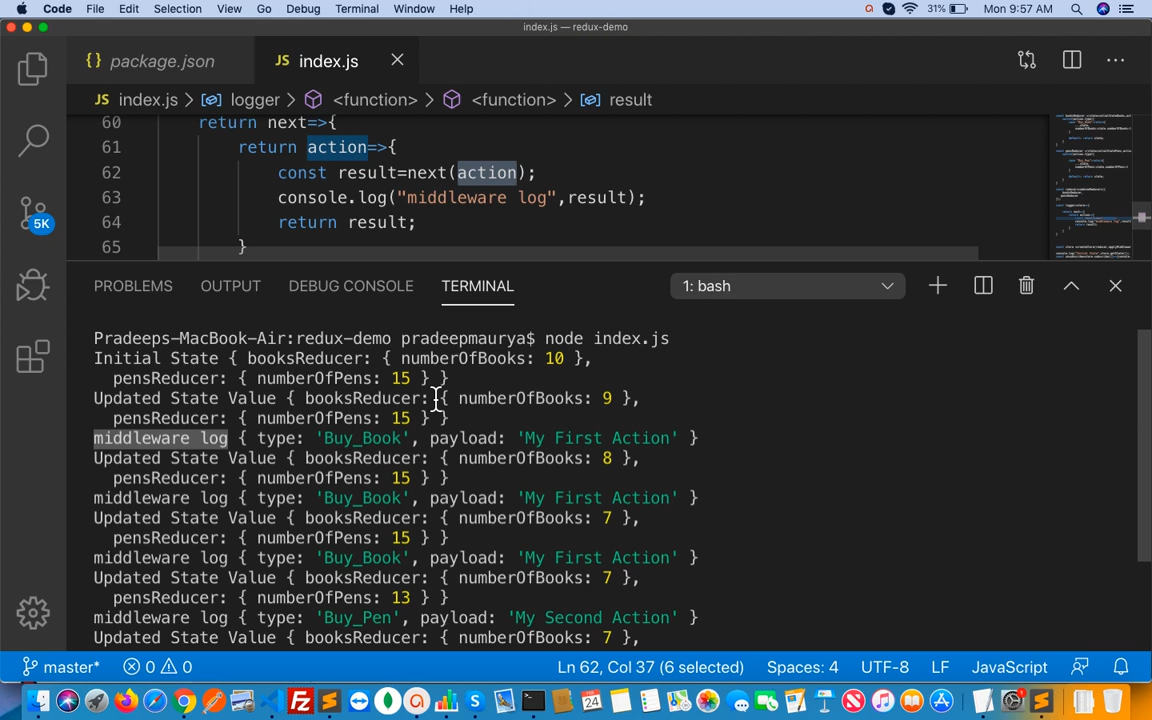 Code File Edit Selection View Go Debug Terminal Window Help 31% Mon 9:57 AM
index.js — redux-demo
{} package.json JS index.js
JS index.js > logger > <function> > <function> > result
60 return next=>{
61 return action=>{
62 const result=next(action);
63 console.log("middleware log",result);
64 return result;
65 }
5K
PROBLEMS OUTPUT DEBUG CONSOLE TERMINAL 1: bash
Pradeeps-MacBook-Air:redux-demo pradeepmaurya$ node index.js
Initial State { booksReducer: { numberOfBooks: 10 },
pensReducer: { numberOfPens: 15 } }
Updated State Value { booksReducer: { numberOfBooks: 9 },
pensReducer: { numberOfPens: 15 } }
middleware log { type: 'Buy_Book', payload: 'My First Action' }
Updated State Value { booksReducer: { numberOfBooks: 8 },
pensReducer: { numberOfPens: 15 } }
middleware log { type: 'Buy_Book', payload: 'My First Action' }
Updated State Value { booksReducer: { numberOfBooks: 7 },
pensReducer: { numberOfPens: 15 } }
middleware log { type: 'Buy_Book', payload: 'My First Action' }
Updated State Value { booksReducer: { numberOfBooks: 7 },
pensReducer: { numberOfPens: 13 } }
middleware log { type: 'Buy_Pen', payload: 'My Second Action' }
Updated State Value { booksReducer: { numberOfBooks: 7 },
master* 0 0 Ln 62, Col 37 (6 selected) Spaces: 4 UTF-8 LF JavaScript